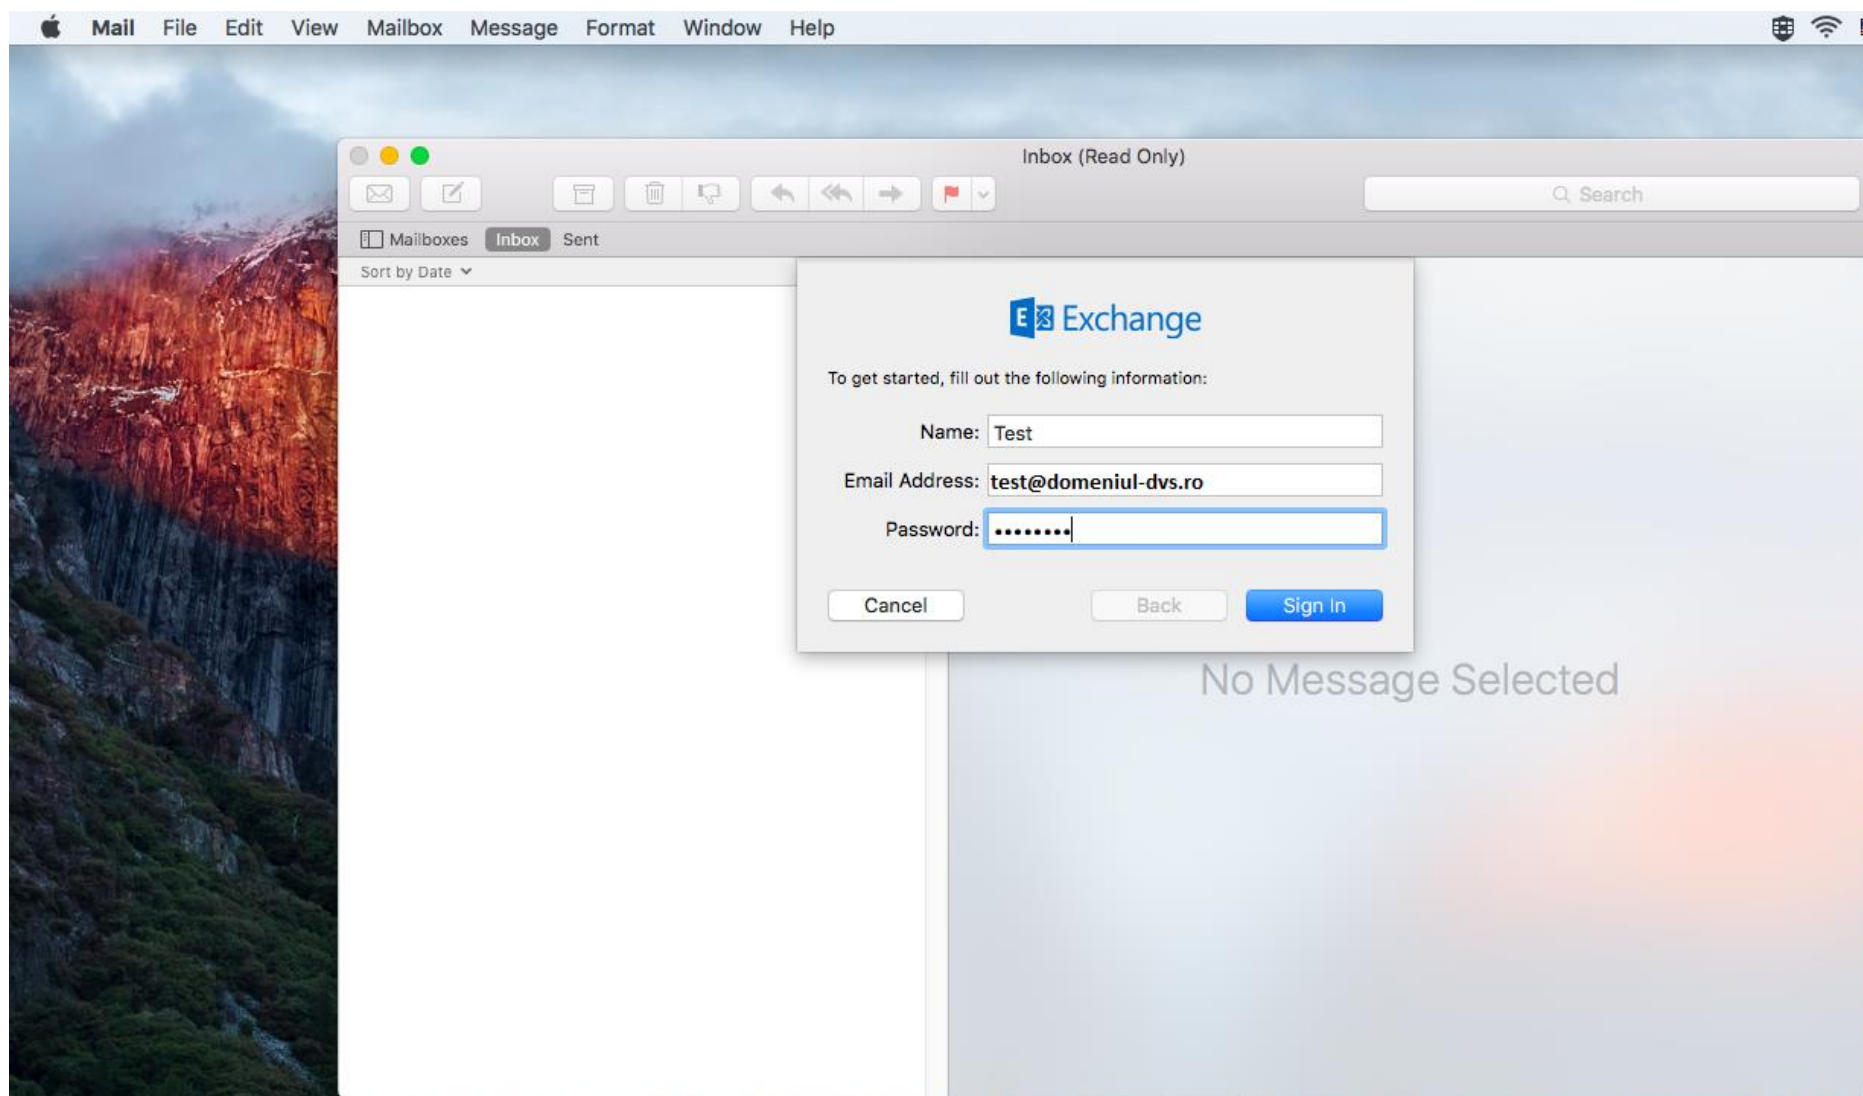 Mail File Edit View Mailbox Message Format Window Help
Inbox (Read Only)
Search
Mailboxes Inbox Sent
Sort by Date
E Exchange
To get started, fill out the following information:
Name: Test
Email Address: test@domeniul-dvs.ro
Password: ••••••••
Cancel Back Sign In
No Message Selected